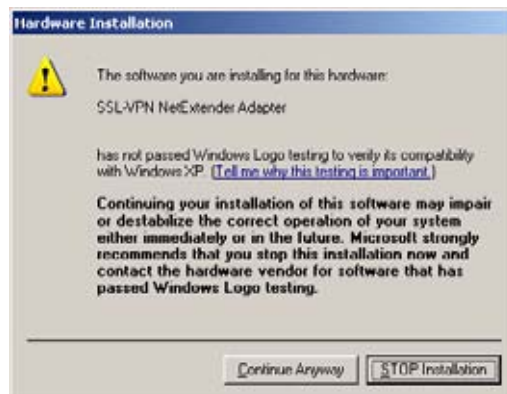 Hardware Installation
The software you are installing for this hardware:
SSL-VPN NetExtender Adapter
has not passed Windows Logo testing to verify its compatibility
with Windows XP. (Tell me why this testing is important.)
Continuing your installation of this software may impair
or destabilize the correct operation of your system
either immediately or in the future. Microsoft strongly
recommends that you stop this installation now and
contact the hardware vendor for software that has
passed Windows Logo testing.
Continue Anyway
STOP Installation